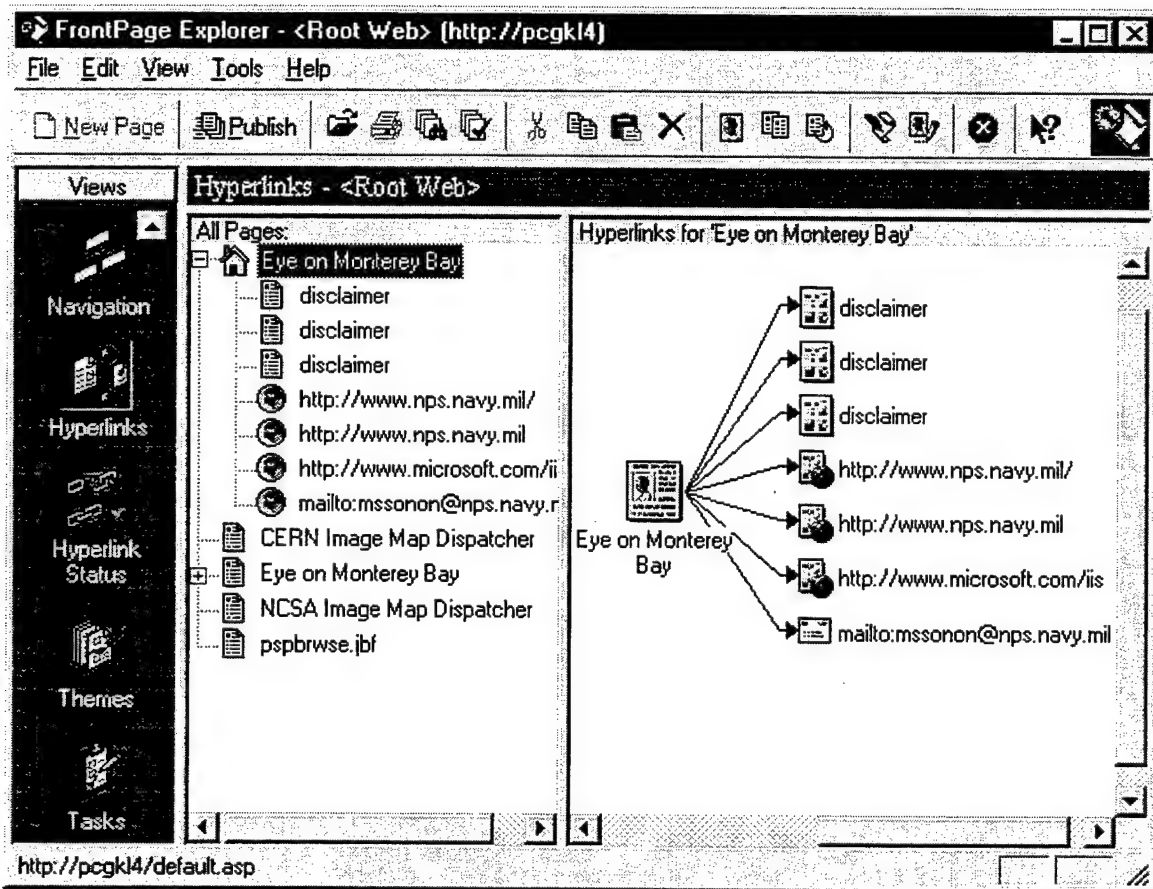 FrontPage Explorer - <Root Web> (http://pcgkl4)
File Edit View Tools Help
New Page Publish
Views
Hyperlinks - <Root Web>
Navigation
Hyperlinks
Hyperlink
Status
Themes
Tasks
All Pages:
Eye on Monterey Bay
disclaimer
disclaimer
disclaimer
http://www.nps.navy.mil/
http://www.nps.navy.mil
http://www.microsoft.com/ii
mailto:mssonon@nps.navy.r
CERN Image Map Dispatcher
Eye on Monterey Bay
NCSA Image Map Dispatcher
pspbrwse.jbf
Hyperlinks for 'Eye on Monterey Bay'
disclaimer
disclaimer
disclaimer
http://www.nps.navy.mil/
http://www.nps.navy.mil
Eye on Monterey
Bay
http://www.microsoft.com/iis
mailto:mssonon@nps.navy.mil
http://pcgkl4/default.asp